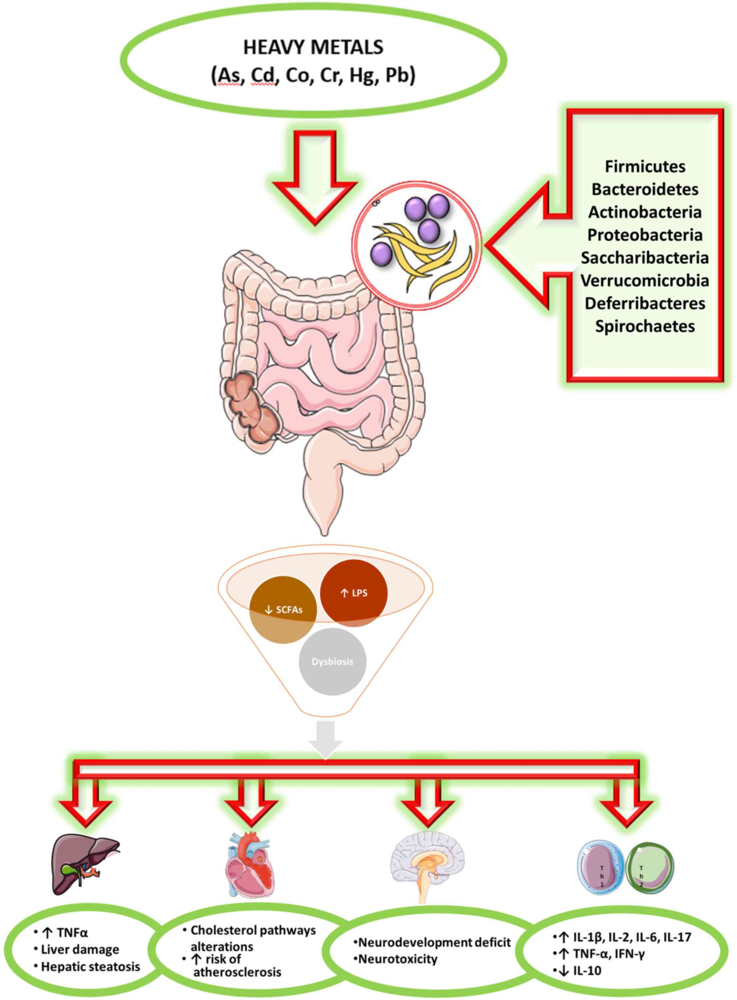 HEAVY METALS
(As, Cd, Co, Cr, Hg, Pb)
Firmicutes
Bacteroidetes
Actinobacteria
Proteobacteria
Saccharibacteria
Verrucomicrobia
Deferribacteres
Spirochaetes
↑ LPS
↓ SCFAs
Dysbiosis
Th1
Th2
• ↑ TNFα
• Liver damage
• Hepatic steatosis
• Cholesterol pathways
alterations
• ↑ risk of
atherosclerosis
•Neurodevelopment deficit
•Neurotoxicity
•↑ IL-1β, IL-2, IL-6, IL-17
•↑ TNF-α, IFN-γ
•↓ IL-10